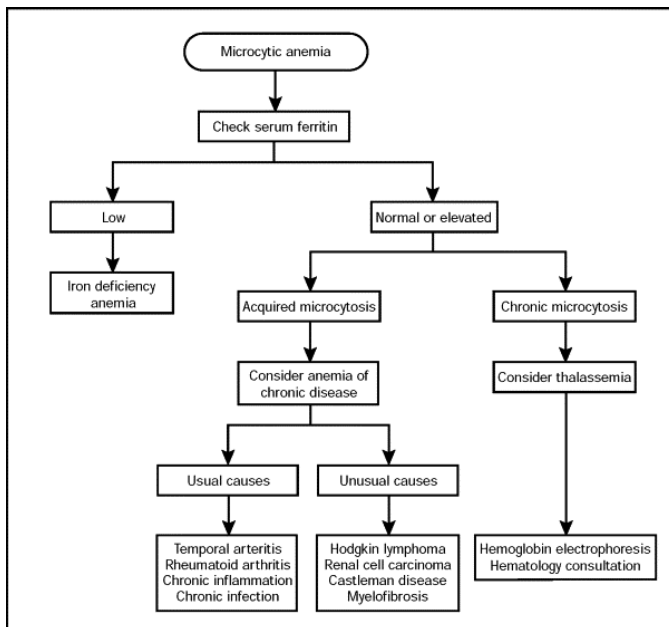 Microcytic anemia
Check serum ferritin
Low
Normal or elevated
Iron deficiency
anemia
Acquired microcytosis
Chronic microcytosis
Consider anemia of
chronic disease
Consider thalassemia
Usual causes
Unusual causes
Temporal arteritis
Rheumatoid arthritis
Chronic inflammation
Chronic infection
Hodgkin lymphoma
Renal cell carcinoma
Castleman disease
Myelofibrosis
Hemoglobin electrophoresis
Hematology consultation